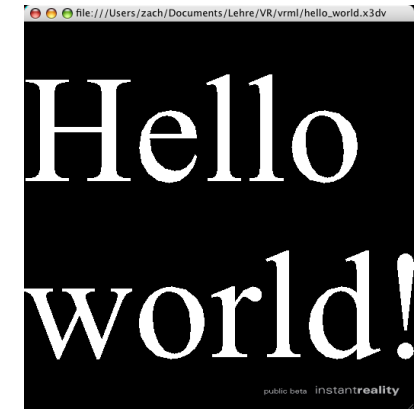 file:///Users/zach/Documents/Lehre/VR/vrml/hello_world.x3dv
Hello
world!
public beta instantreality